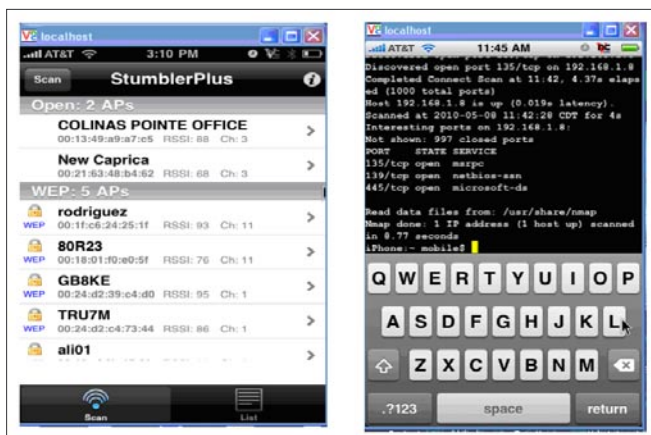 localhost
AT&T 3:10 PM
Scan StumblerPlus
Open: 2 APs
COLINAS POINTE OFFICE
00:13:49:a9:a7:c5 RSSI: 88 Ch: 3
New Caprica
00:21:63:48:b4:62 RSSI: 68 Ch: 3
WEP: 5 APs
rodriguez
WEP 00:1f:c6:24:25:1f RSSI: 93 Ch: 11
80R23
WEP 00:18:01:f0:e0:5f RSSI: 76 Ch: 11
GB8KE
WEP 00:24:d2:39:c4:d0 RSSI: 95 Ch: 1
TRU7M
WEP 00:24:d2:c4:73:44 RSSI: 86 Ch: 1
ali01
WEP
Scan List
localhost
AT&T 11:45 AM
Discovered open port 135/tcp on 192.168.1.8
Completed Connect Scan at 11:42, 4.37s elaps
ed (1000 total ports)
Host 192.168.1.8 is up (0.019s latency).
Scanned at 2010-05-08 11:42:28 CDT for 4s
Interesting ports on 192.168.1.8:
Not shown: 997 closed ports
PORT STATE SERVICE
135/tcp open msrpc
139/tcp open netbios-ssn
445/tcp open microsoft-ds
Read data files from: /usr/share/nmap
Nmap done: 1 IP address (1 host up) scanned
in 8.77 seconds
iPhone:~ mobile$
Q W E R T Y U I O P
A S D F G H J K L
Z X C V B N M
.?123 space return